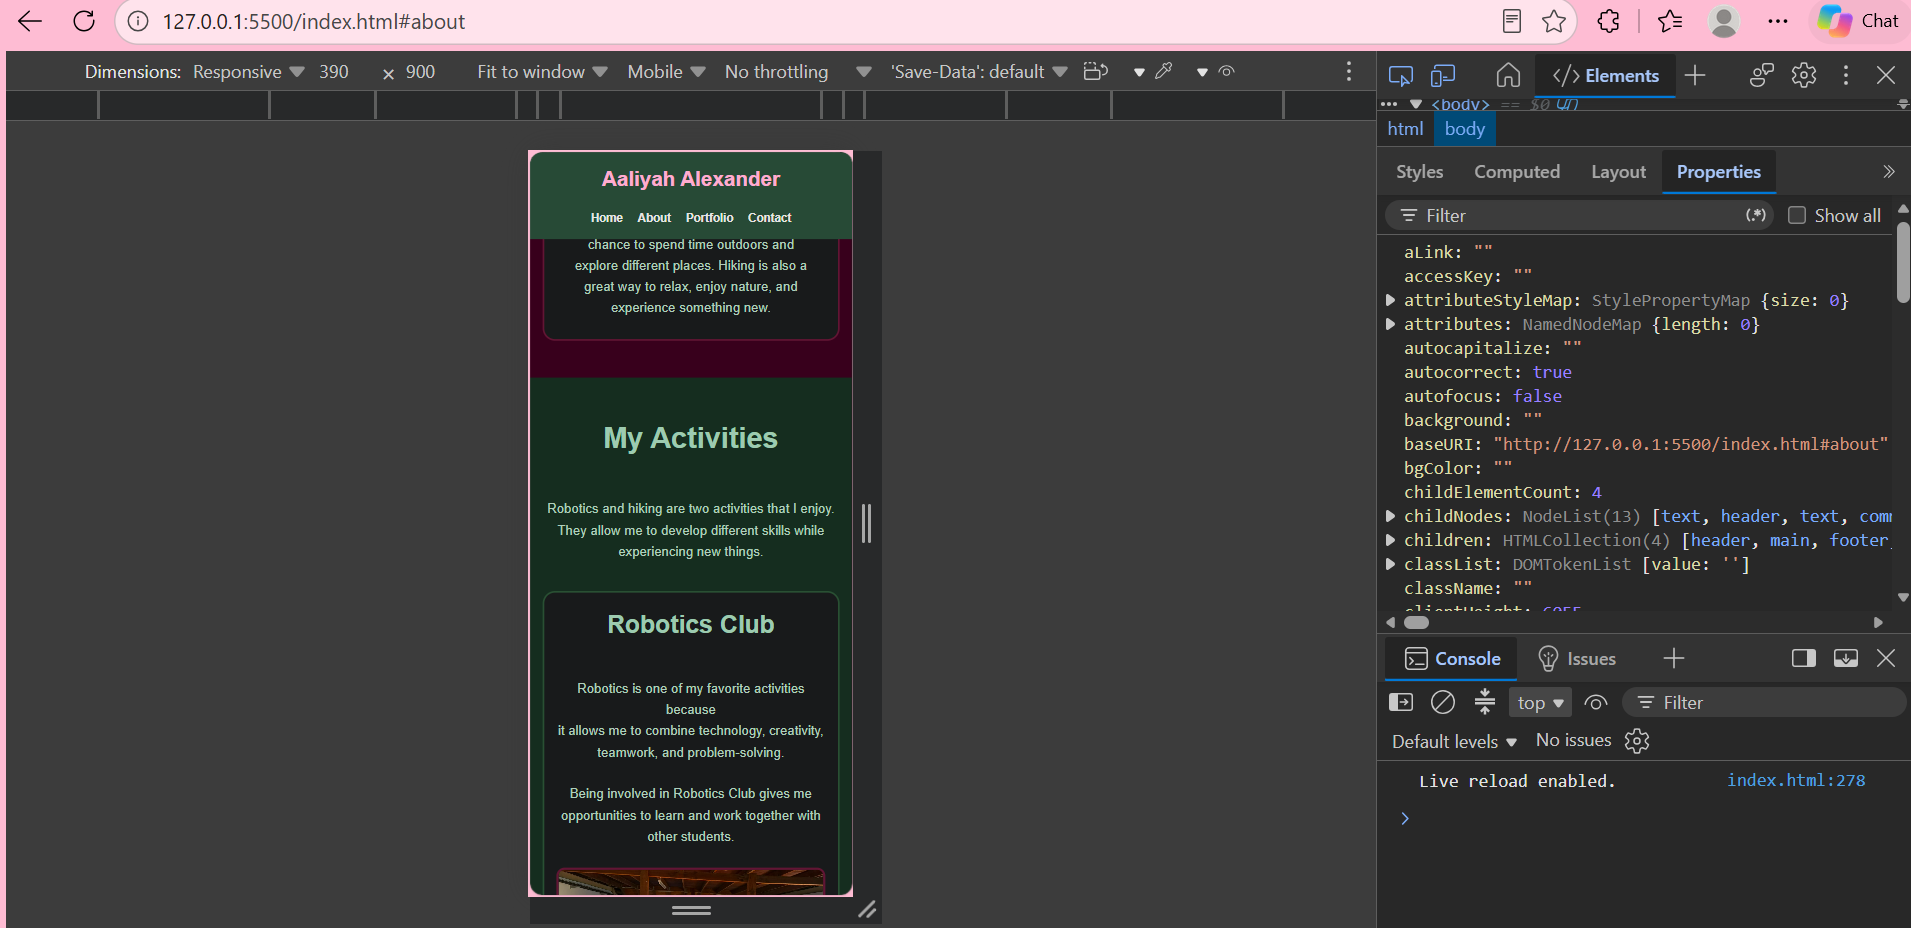 127.0.0.1:5500/index.html#about
Chat
Dimensions: Responsive 390 × 900 Fit to window Mobile No throttling 'Save-Data': default
Elements
<body> == $0
html body
Styles Computed Layout Properties
Filter (.*) Show all
aLink: ""
accessKey: ""
attributeStyleMap: StylePropertyMap {size: 0}
attributes: NamedNodeMap {length: 0}
autocapitalize: ""
autocorrect: true
autofocus: false
background: ""
baseURI: "http://127.0.0.1:5500/index.html#about"
bgColor: ""
childElementCount: 4
childNodes: NodeList(13) [text, header, text, com
children: HTMLCollection(4) [header, main, footer,
classList: DOMTokenList [value: '']
className: ""
Console Issues
top Filter
Default levels No issues
Live reload enabled. index.html:278
Aaliyah Alexander
Home About Portfolio Contact
chance to spend time outdoors and
explore different places. Hiking is also a
great way to relax, enjoy nature, and
experience something new.
My Activities
Robotics and hiking are two activities that I enjoy.
They allow me to develop different skills while
experiencing new things.
Robotics Club
Robotics is one of my favorite activities
because
it allows me to combine technology, creativity,
teamwork, and problem-solving.
Being involved in Robotics Club gives me
opportunities to learn and work together with
other students.